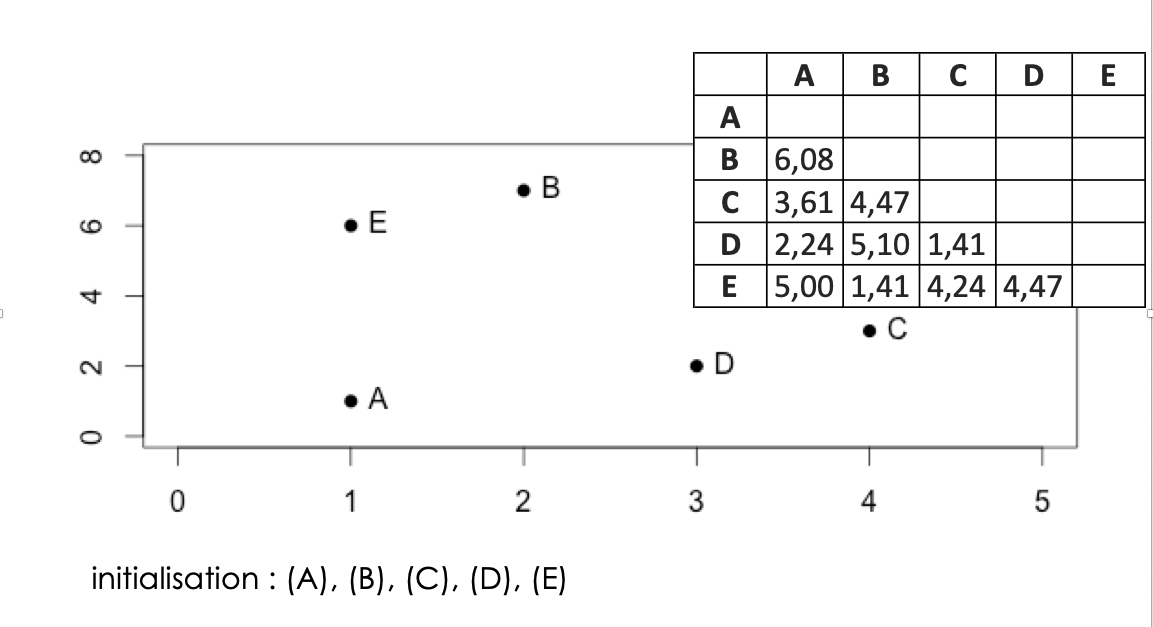 A B C D E
A
B 6,08
C 3,61 4,47
D 2,24 5,10 1,41
E 5,00 1,41 4,24 4,47
8
6
4
2
0
B
E
C
D
A
0 1 2 3 4 5
initialisation : (A), (B), (C), (D), (E)